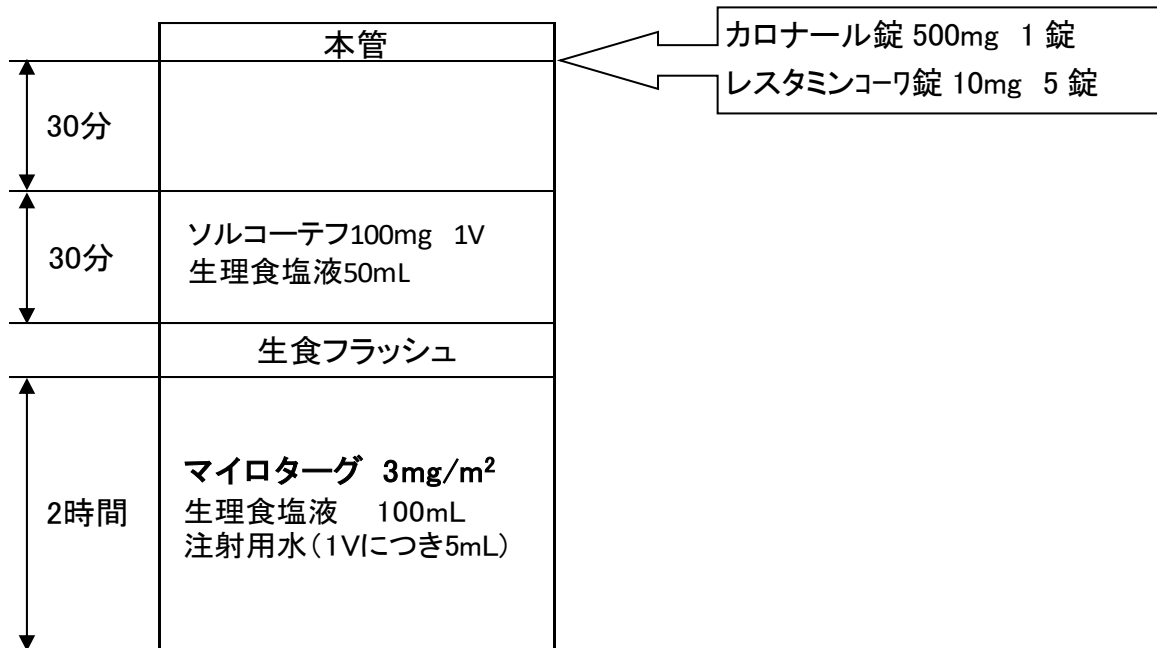 本管
カロナール錠 500mg 1 錠
レスタミンコーワ錠 10mg 5 錠
30分
30分
ソルコーテフ100mg 1V
生理食塩液50mL
生食フラッシュ
2時間
マイロターグ 3mg/m²
生理食塩液 100mL
注射用水(1Vにつき5mL)